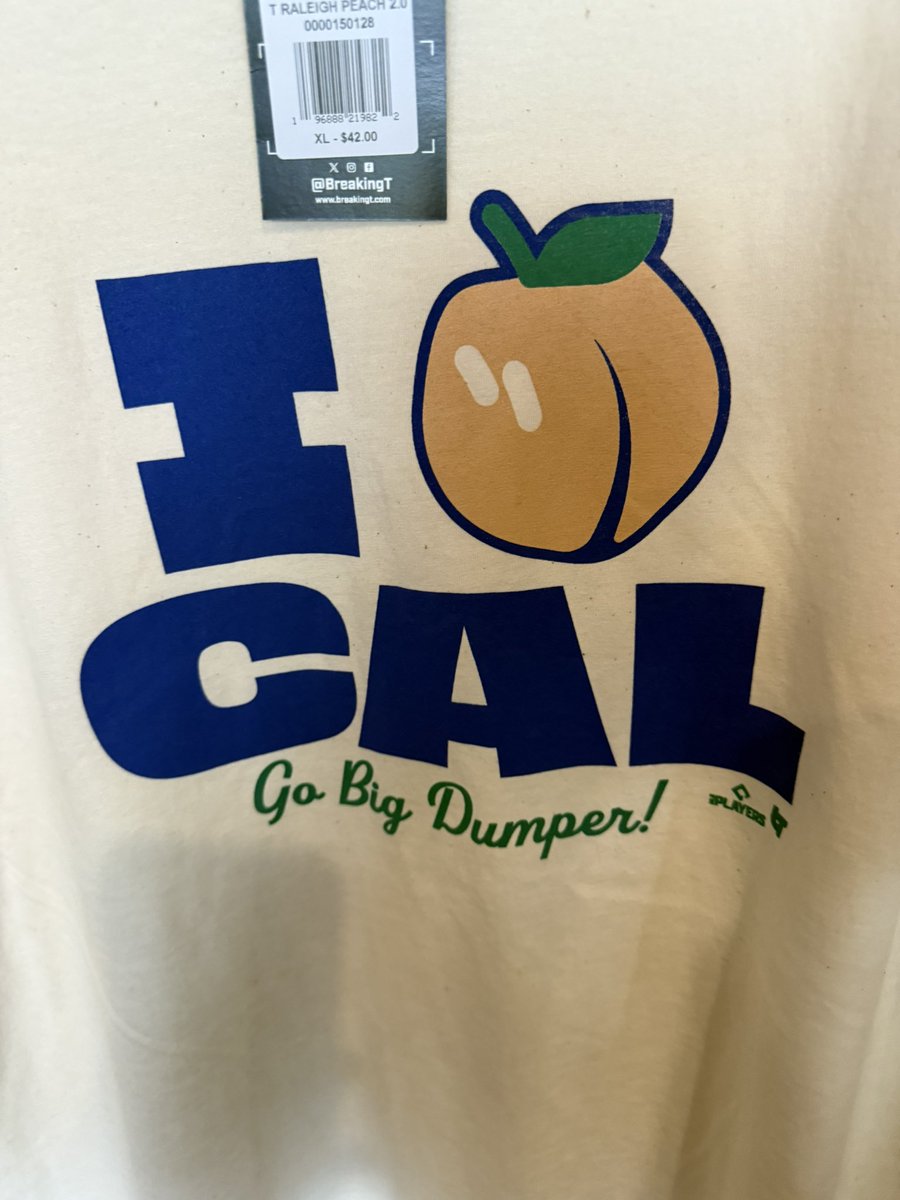 T RALEIGH PEACH 2.0
0000150128
1 96888 21982 2
XL - $42.00
@BreakingT
www.breakingt.com
I
CAL
Go Big Dumper!
PLAYERS